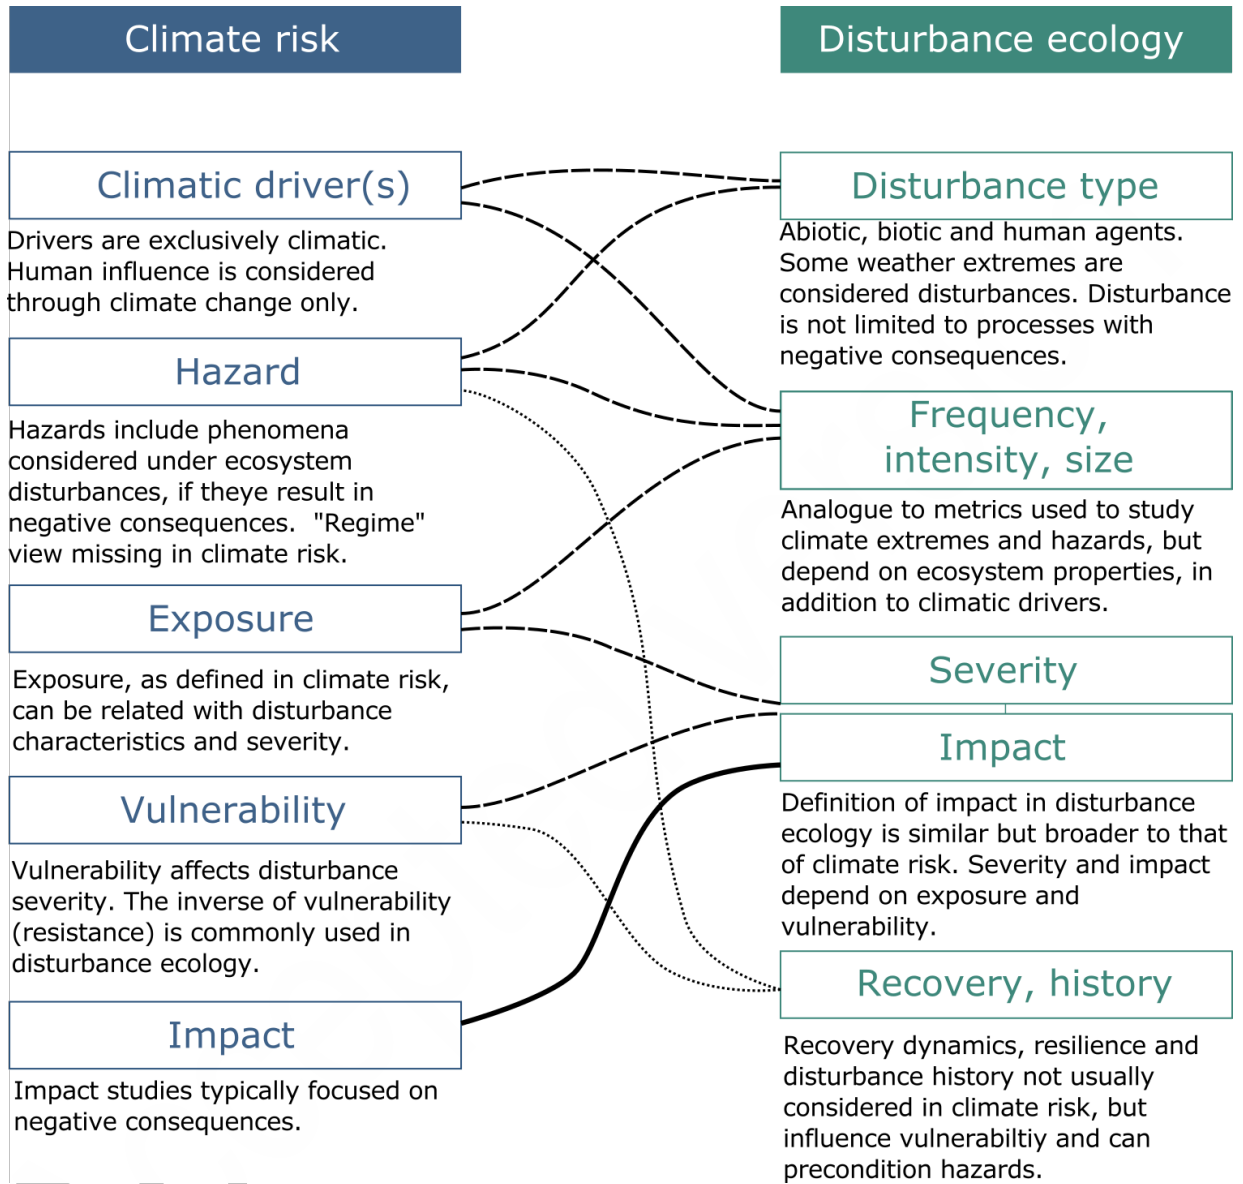 Climate risk
Climatic driver(s)
Drivers are exclusively climatic.
Human influence is considered
through climate change only.
Hazard
Hazards include phenomena
considered under ecosystem
disturbances, if theye result in
negative consequences.  "Regime"
view missing in climate risk.
Exposure
Exposure, as defined in climate risk,
can be related with disturbance
characteristics and severity.
Vulnerability
Vulnerability affects disturbance
severity. The inverse of vulnerability
(resistance) is commonly used in
disturbance ecology.
Impact
Impact studies typically focused on
negative consequences.
Disturbance ecology
Disturbance type
Abiotic, biotic and human agents.
Some weather extremes are
considered disturbances. Disturbance
is not limited to processes with
negative consequences.
Frequency,
intensity, size
Analogue to metrics used to study
climate extremes and hazards, but
depend on ecosystem properties, in
addition to climatic drivers.
Severity
Impact
Definition of impact in disturbance
ecology is similar but broader to that
of climate risk. Severity and impact
depend on exposure and
vulnerability.
Recovery, history
Recovery dynamics, resilience and
disturbance history not usually
considered in climate risk, but
influence vulnerabiltiy and can
precondition hazards.